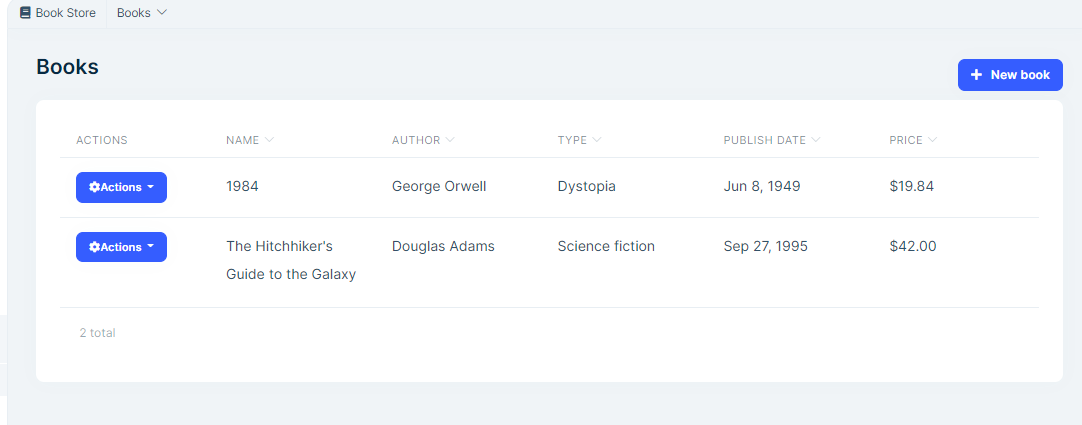 Book Store Books
Books
New book
ACTIONS NAME AUTHOR TYPE PUBLISH DATE PRICE
Actions 1984 George Orwell Dystopia Jun 8, 1949 $19.84
Actions The Hitchhiker's Douglas Adams Science fiction Sep 27, 1995 $42.00
Guide to the Galaxy
2 total